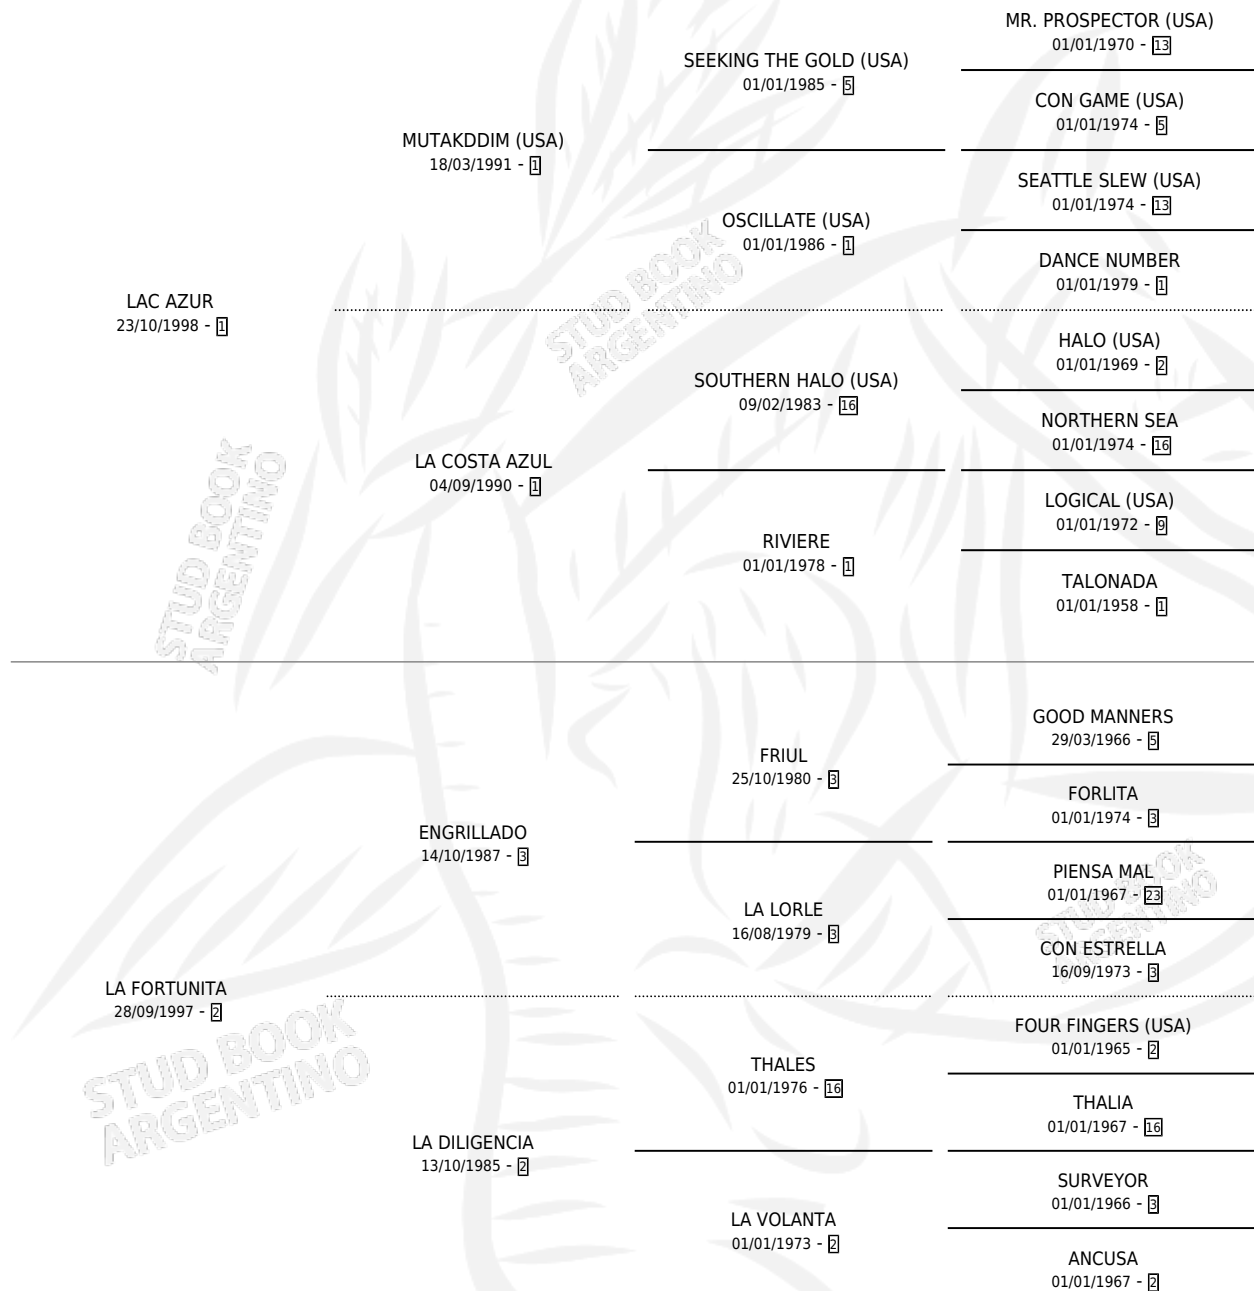 MR. PROSPECTOR (USA)
01/01/1970 - 13
SEEKING THE GOLD (USA)
01/01/1985 - 5
CON GAME (USA)
01/01/1974 - 5
MUTAKDDIM (USA)
18/03/1991 - 1
SEATTLE SLEW (USA)
01/01/1974 - 13
OSCILLATE (USA)
01/01/1986 - 1
DANCE NUMBER
01/01/1979 - 1
LAC AZUR
23/10/1998 - 1
HALO (USA)
01/01/1969 - 2
SOUTHERN HALO (USA)
09/02/1983 - 16
NORTHERN SEA
01/01/1974 - 16
LA COSTA AZUL
04/09/1990 - 1
LOGICAL (USA)
01/01/1972 - 9
RIVIERE
01/01/1978 - 1
TALONADA
01/01/1958 - 1
GOOD MANNERS
29/03/1966 - 5
FRIUL
25/10/1980 - 3
FORLITA
01/01/1974 - 3
ENGRILLADO
14/10/1987 - 3
PIENSA MAL
01/01/1967 - 23
LA LORLE
16/08/1979 - 3
CON ESTRELLA
16/09/1973 - 3
LA FORTUNITA
28/09/1997 - 2
FOUR FINGERS (USA)
01/01/1965 - 2
THALES
01/01/1976 - 16
THALIA
01/01/1967 - 16
LA DILIGENCIA
13/10/1985 - 2
SURVEYOR
01/01/1966 - 3
LA VOLANTA
01/01/1973 - 2
ANCUSA
01/01/1967 - 2
STUD BOOK
ARGENTINO
STUD BOOK
ARGENTINO
STUD BOOK
ARGENTINO
STUD BOOK
ARGENTINO